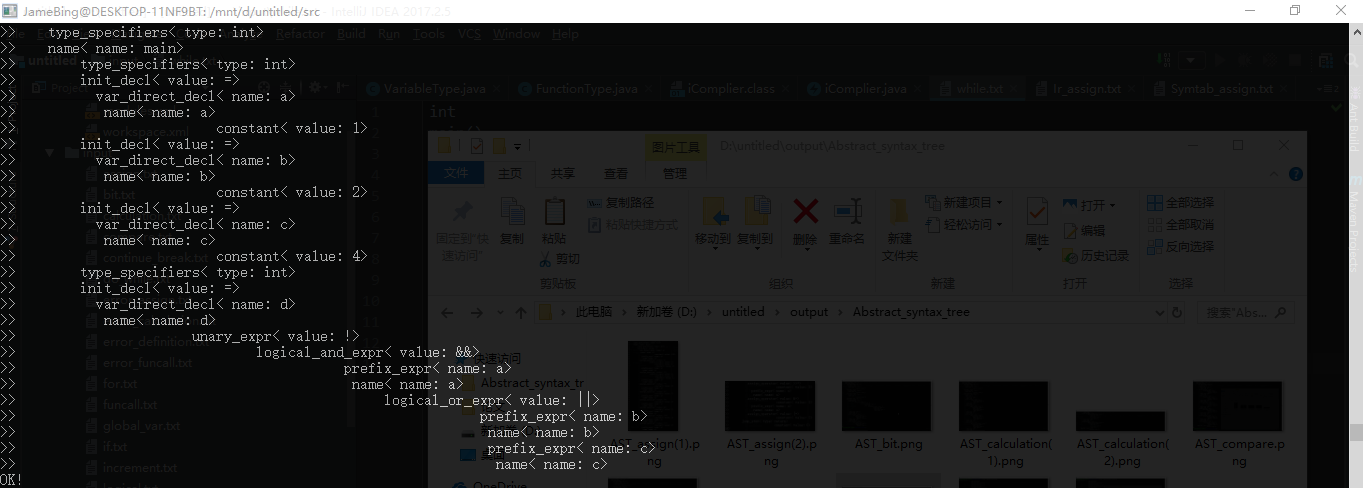 JameBing@DESKTOP-11NF9BT: /mnt/d/untitled/src - IntelliJ IDEA 2017.2.5
Refactor Build Run Tools VCS Window Help
>> type_specifiers< type: int>
>> name< name: main>
>> type_specifiers< type: int>
>> init_decl< value: =>
>> var_direct_decl< name: a>
>> name< name: a>
>> constant< value: 1>
>> init_decl< value: =>
>> var_direct_decl< name: b>
>> name< name: b>
>> constant< value: 2>
>> init_decl< value: =>
>> var_direct_decl< name: c>
>> name< name: c>
>> constant< value: 4>
>> type_specifiers< type: int>
>> init_decl< value: =>
>> var_direct_decl< name: d>
>> name< name: d>
>> unary_expr< value: !>
>> logical_and_expr< value: &&>
>> prefix_expr< name: a>
>> name< name: a>
>> logical_or_expr< value: ||>
>> prefix_expr< name: b>
>> name< name: b>
>> prefix_expr< name: c>
>> name< name: c>
OK!
untitled
VariableType.java FunctionType.java iComplier.class iComplier.java while.txt Ir_assign.txt Symtab_assign.txt
workspace.xml
bit.txt
continue_break.txt
error_definition.txt
error_funcall.txt
for.txt
funcall.txt
global_var.txt
if.txt
increment.txt
int
图片工具 D:\untitled\output\Abstract_syntax_tree
文件 主页 共享 查看 管理
固定到"快速访问" 复制 粘贴 复制路径 粘贴快捷方式 剪切
移动到 复制到 删除 重命名 新建文件夹 新建项目 轻松访问
属性 打开 编辑 历史记录 全部选择 全部取消 反向选择
剪贴板 组织 新建 打开 选择
此电脑 新加卷 (D:) untitled output Abstract_syntax_tree 搜索"Abs...
快速访问
Abstract_syntax_tr
桌面
OneDrive
AST_assign(1).png AST_assign(2).png AST_bit.png AST_calculation(1).png AST_calculation(2).png AST_compare.png
Ant Build
Maven Projects